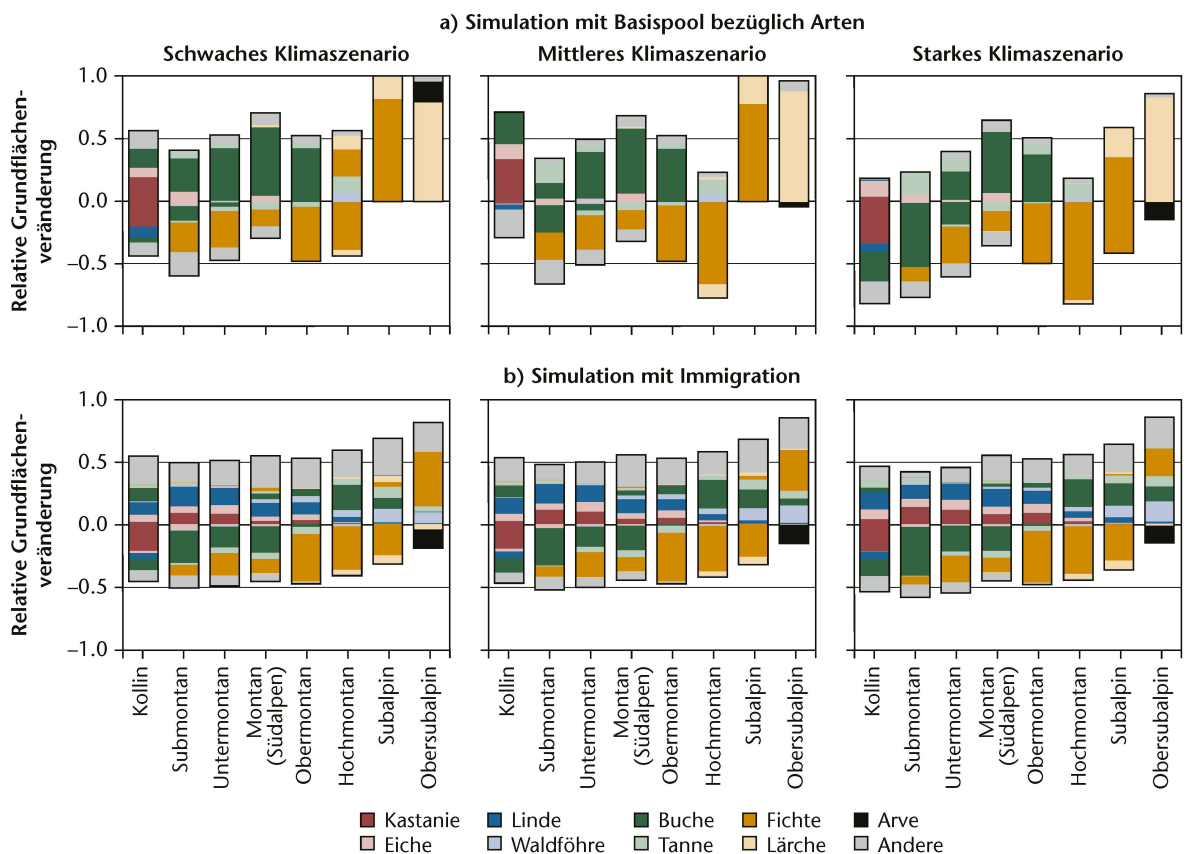 a) Simulation mit Basispool bezüglich Arten
Schwaches Klimaszenario
Mittleres Klimaszenario
Starkes Klimaszenario
Relative Grundflächen-
veränderung
1.0
0.5
0.0
–0.5
–1.0
b) Simulation mit Immigration
Relative Grundflächen-
veränderung
1.0
0.5
0.0
–0.5
–1.0
Kollin
Submontan
Untermontan
Montan
(Südalpen)
Obermontan
Hochmontan
Subalpin
Obersubalpin
Kollin
Submontan
Untermontan
Montan
(Südalpen)
Obermontan
Hochmontan
Subalpin
Obersubalpin
Kollin
Submontan
Untermontan
Montan
(Südalpen)
Obermontan
Hochmontan
Subalpin
Obersubalpin
Kastanie Linde Buche Fichte Arve
Eiche Waldföhre Tanne Lärche Andere